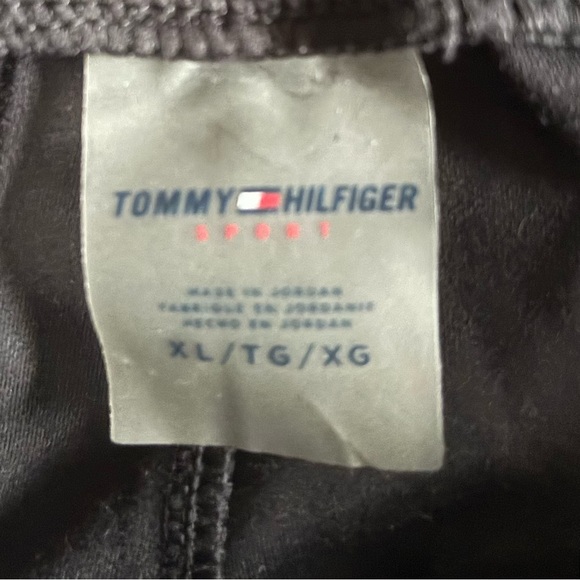 TOMMY HILFIGER
SPORT
MADE IN JORDAN
FABRIQUÉ EN JORDANIE
HECHO EN JORDAN
XL/TG/XG